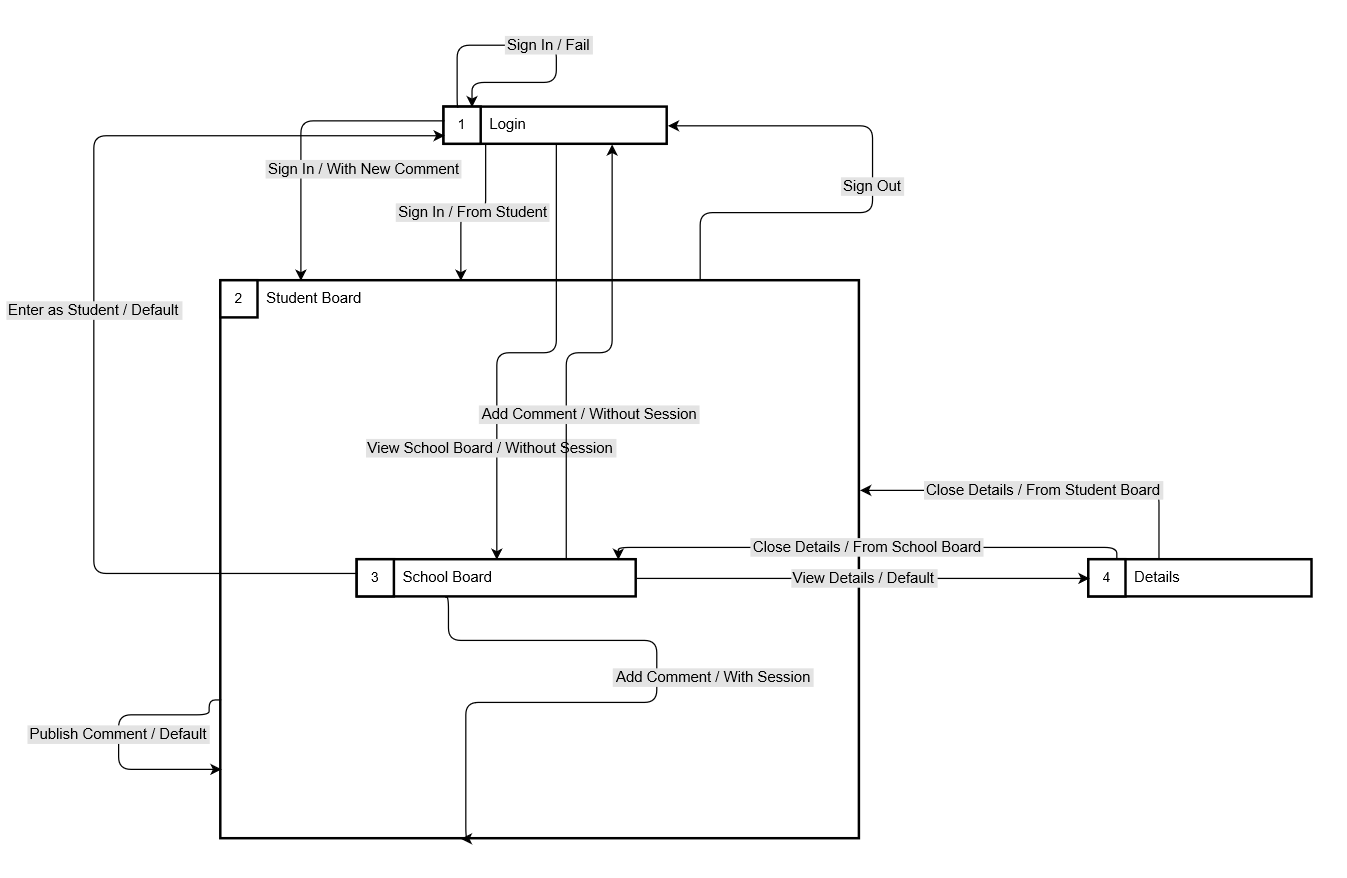 Sign In / Fail
1
Login
Sign In / With New Comment
Sign Out
Sign In / From Student
2
Student Board
Enter as Student / Default
Add Comment / Without Session
View School Board / Without Session
Close Details / From Student Board
Close Details / From School Board
3
School Board
View Details / Default
4
Details
Add Comment / With Session
Publish Comment / Default